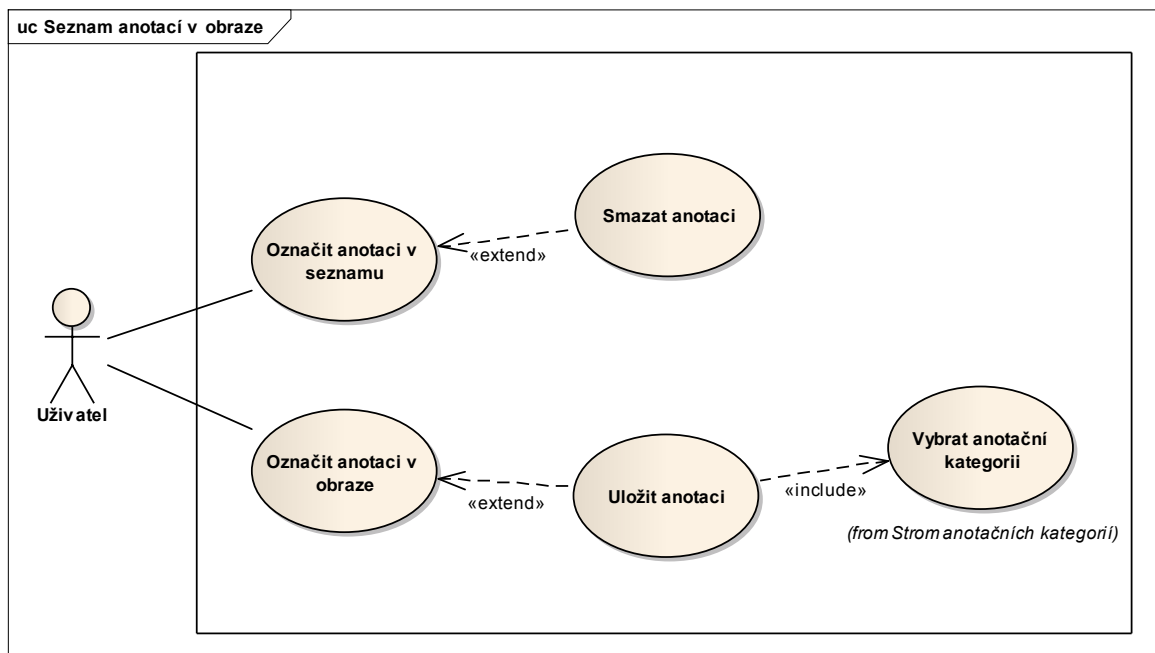 uc Seznam anotací v obraze
Smazat anotaci
Označit anotaci v
seznamu
«extend»
Uživatel
Označit anotaci v
obraze
«extend»
Uložit anotaci
«include»
Vybrat anotační
kategorii
(from Strom anotačních kategorií)